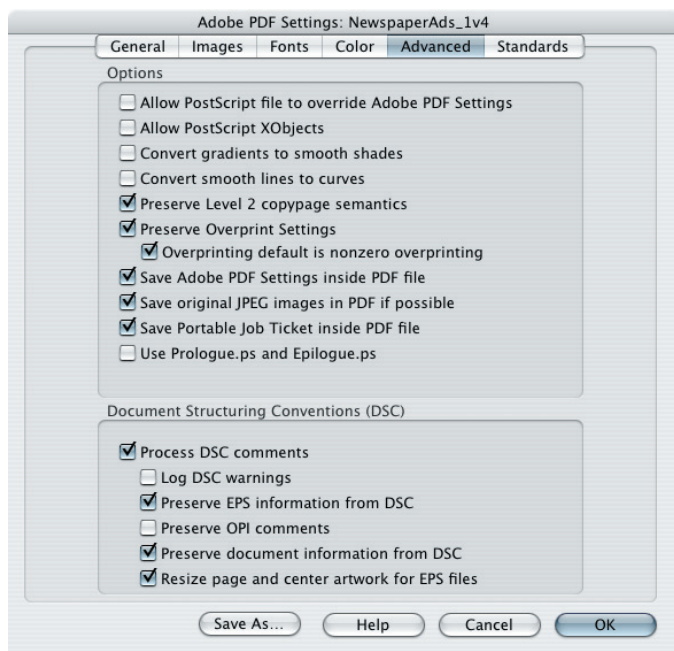 Adobe PDF Settings: NewspaperAds_1v4
General Images Fonts Color Advanced Standards
Options
Allow PostScript file to override Adobe PDF Settings
Allow PostScript XObjects
Convert gradients to smooth shades
Convert smooth lines to curves
Preserve Level 2 copypage semantics
Preserve Overprint Settings
Overprinting default is nonzero overprinting
Save Adobe PDF Settings inside PDF file
Save original JPEG images in PDF if possible
Save Portable Job Ticket inside PDF file
Use Prologue.ps and Epilogue.ps
Document Structuring Conventions (DSC)
Process DSC comments
Log DSC warnings
Preserve EPS information from DSC
Preserve OPI comments
Preserve document information from DSC
Resize page and center artwork for EPS files
Save As... Help Cancel OK